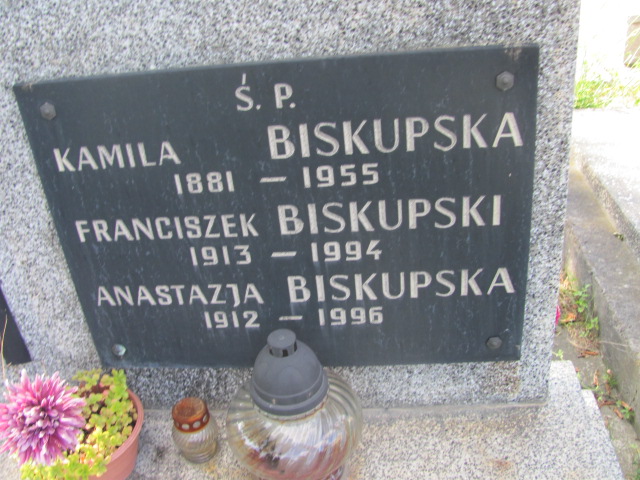 Ś. P.
KAMILA BISKUPSKA
1881 – 1955
FRANCISZEK BISKUPSKI
1913 – 1994
ANASTAZJA BISKUPSKA
1912 – 1996